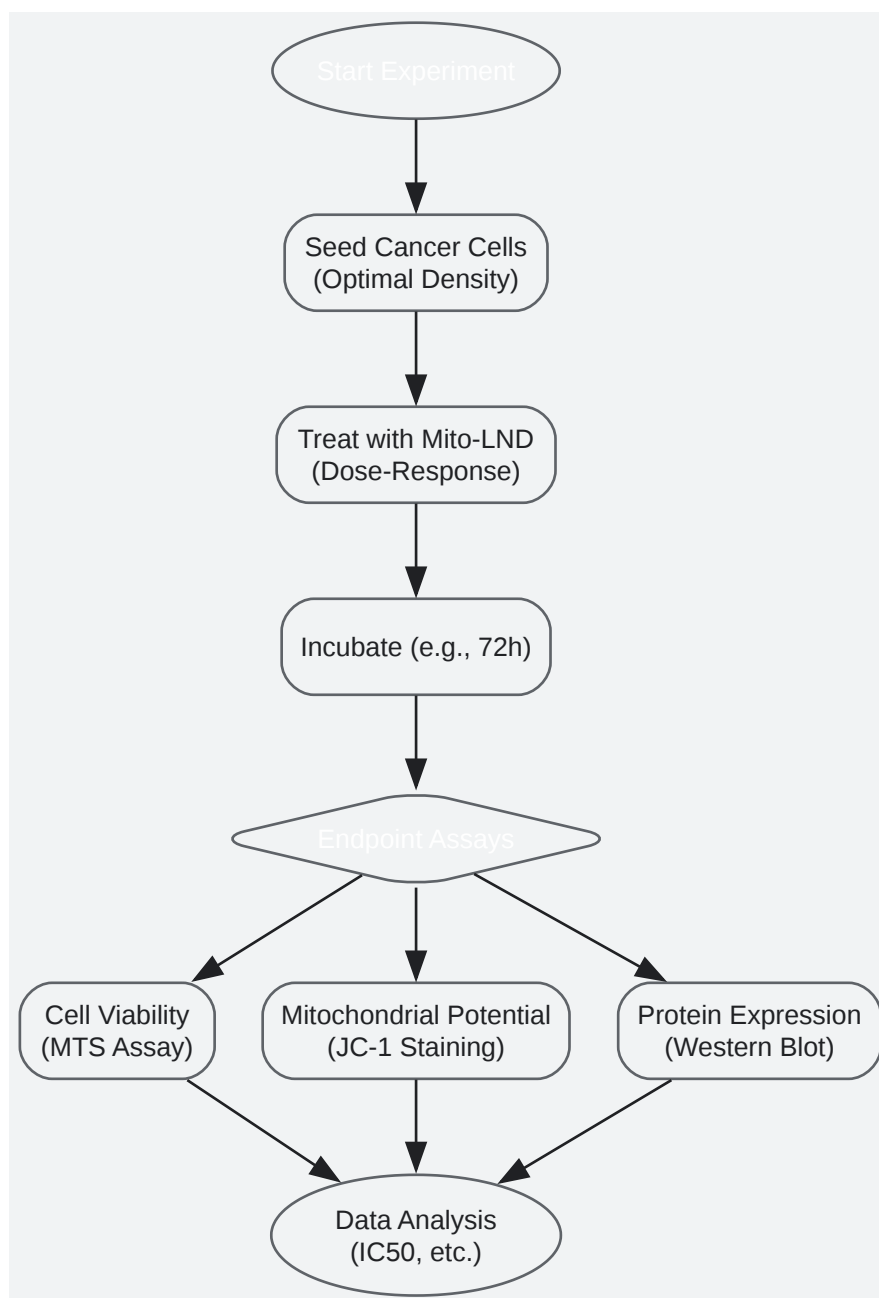 Start Experiment
Seed Cancer Cells
(Optimal Density)
Treat with Mito-LND
(Dose-Response)
Incubate (e.g., 72h)
Endpoint Assays
Cell Viability
(MTS Assay)
Mitochondrial Potential
(JC-1 Staining)
Protein Expression
(Western Blot)
Data Analysis
(IC50, etc.)